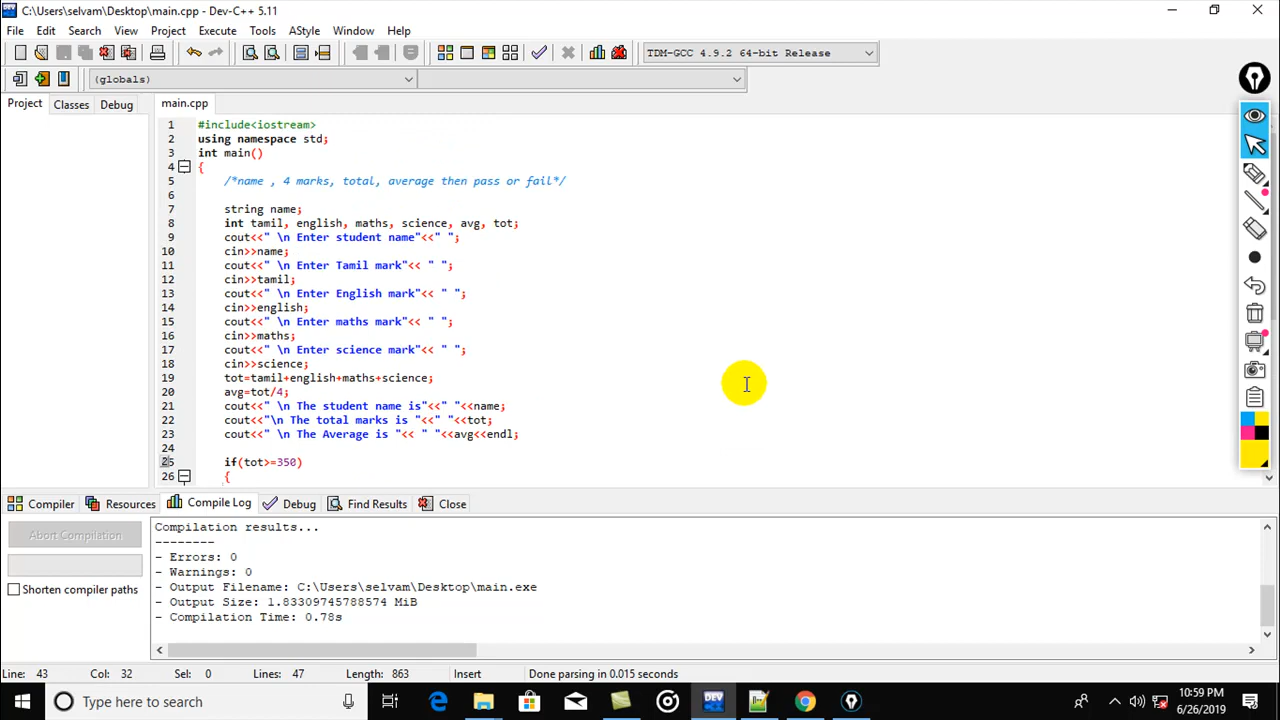 C:\Users\selvam\Desktop\main.cpp - Dev-C++ 5.11
File Edit Search View Project Execute Tools AStyle Window Help
TDM-GCC 4.9.2 64-bit Release
(globals)
Project Classes Debug main.cpp
1 #include<iostream>
2 using namespace std;
3 int main()
4 {
5 /*name , 4 marks, total, average then pass or fail*/
6
7 string name;
8 int tamil, english, maths, science, avg, tot;
9 cout<<" \n Enter student name"<<" ";
10 cin>>name;
11 cout<<" \n Enter Tamil mark"<< " ";
12 cin>>tamil;
13 cout<<" \n Enter English mark"<< " ";
14 cin>>english;
15 cout<<" \n Enter maths mark"<< " ";
16 cin>>maths;
17 cout<<" \n Enter science mark"<< " ";
18 cin>>science;
19 tot=tamil+english+maths+science;
20 avg=tot/4;
21 cout<<" \n The student name is"<<" "<<name;
22 cout<<"\n The total marks is "<<" "<<tot;
23 cout<<" \n The Average is "<< " "<<avg<<endl;
24
25 if(tot>=350)
26 {
Compiler Resources Compile Log Debug Find Results Close
Abort Compilation
Shorten compiler paths
Compilation results...
--------
- Errors: 0
- Warnings: 0
- Output Filename: C:\Users\selvam\Desktop\main.exe
- Output Size: 1.83309745788574 MiB
- Compilation Time: 0.78s
Line: 43 Col: 32 Sel: 0 Lines: 47 Length: 863 Insert Done parsing in 0.015 seconds
Type here to search
DEV
10:59 PM
6/26/2019